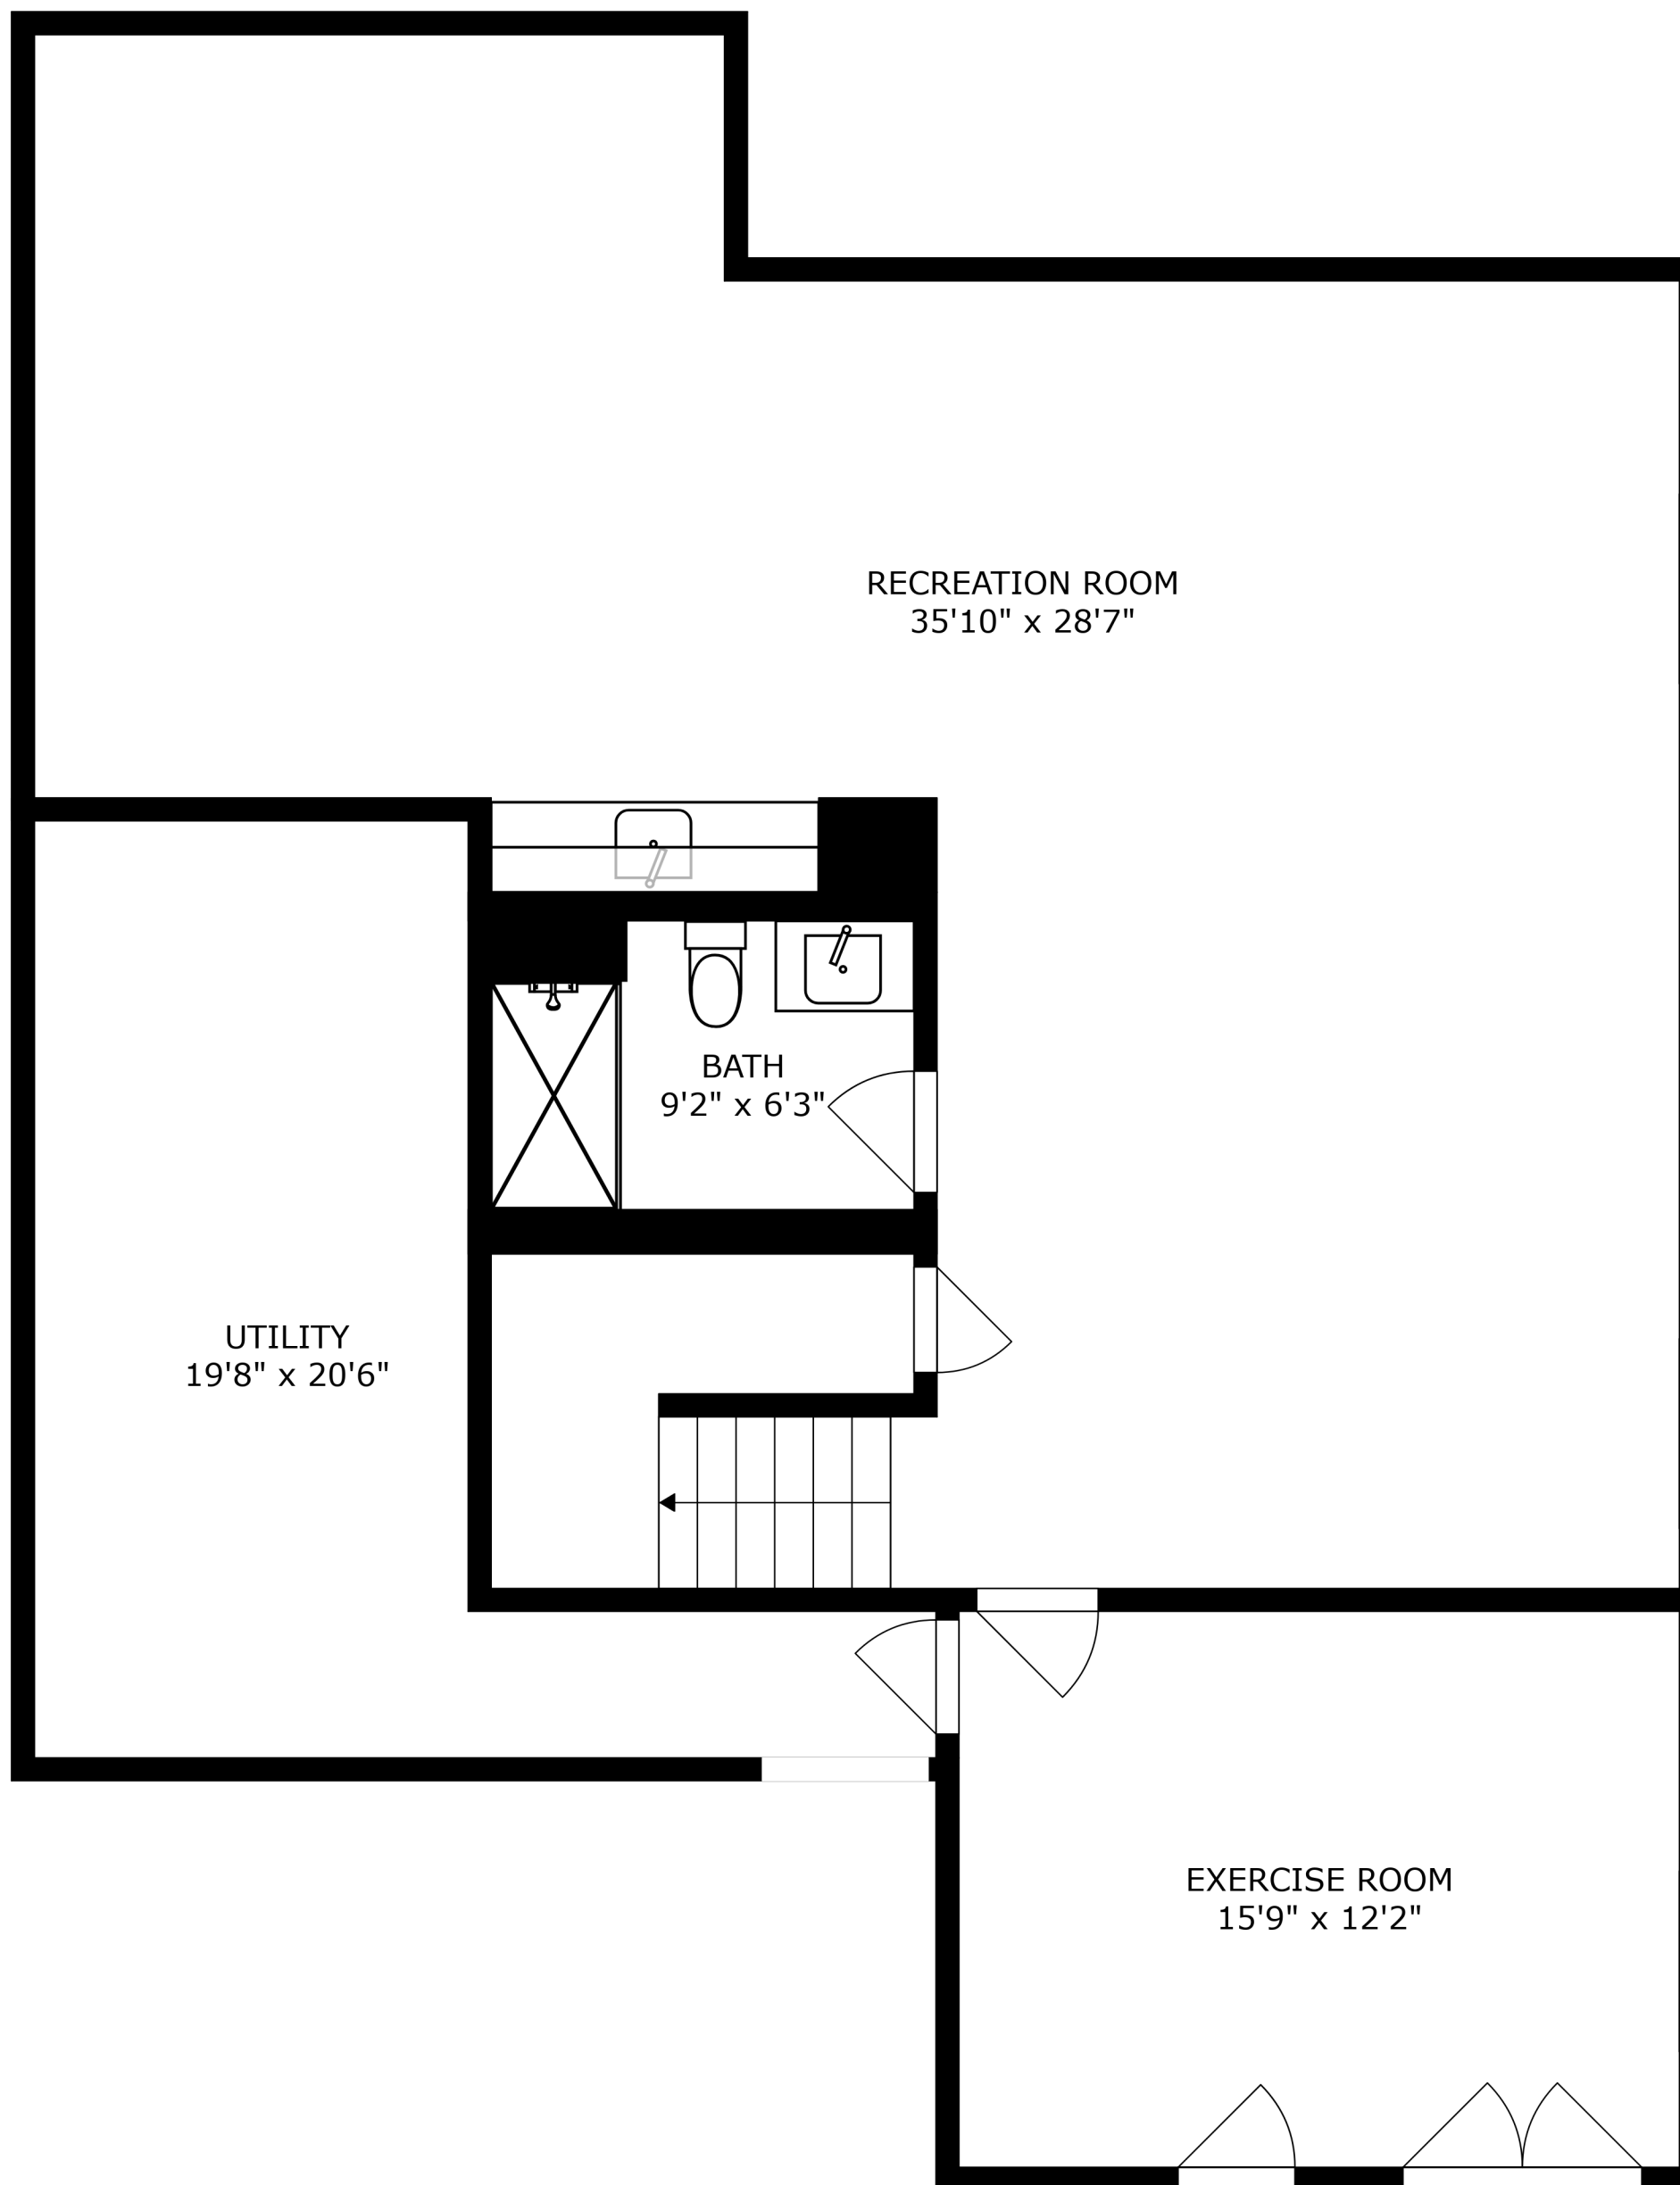 RECREATION ROOM
35'10" x 28'7"
BATH
9'2" x 6'3"
UTILITY
19'8" x 20'6"
EXERCISE ROOM
15'9" x 12'2"